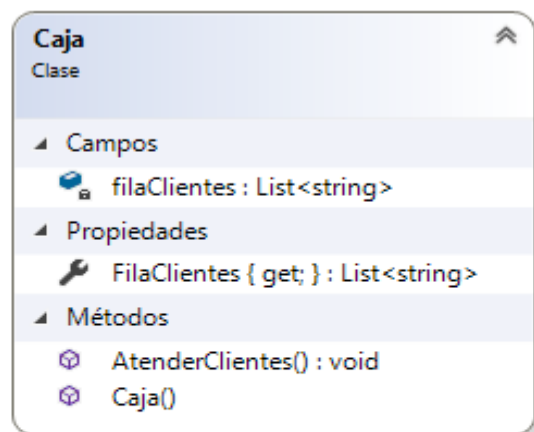 Caja
Clase
Campos
filaClientes : List<string>
Propiedades
FilaClientes { get; } : List<string>
Métodos
AtenderClientes() : void
Caja()